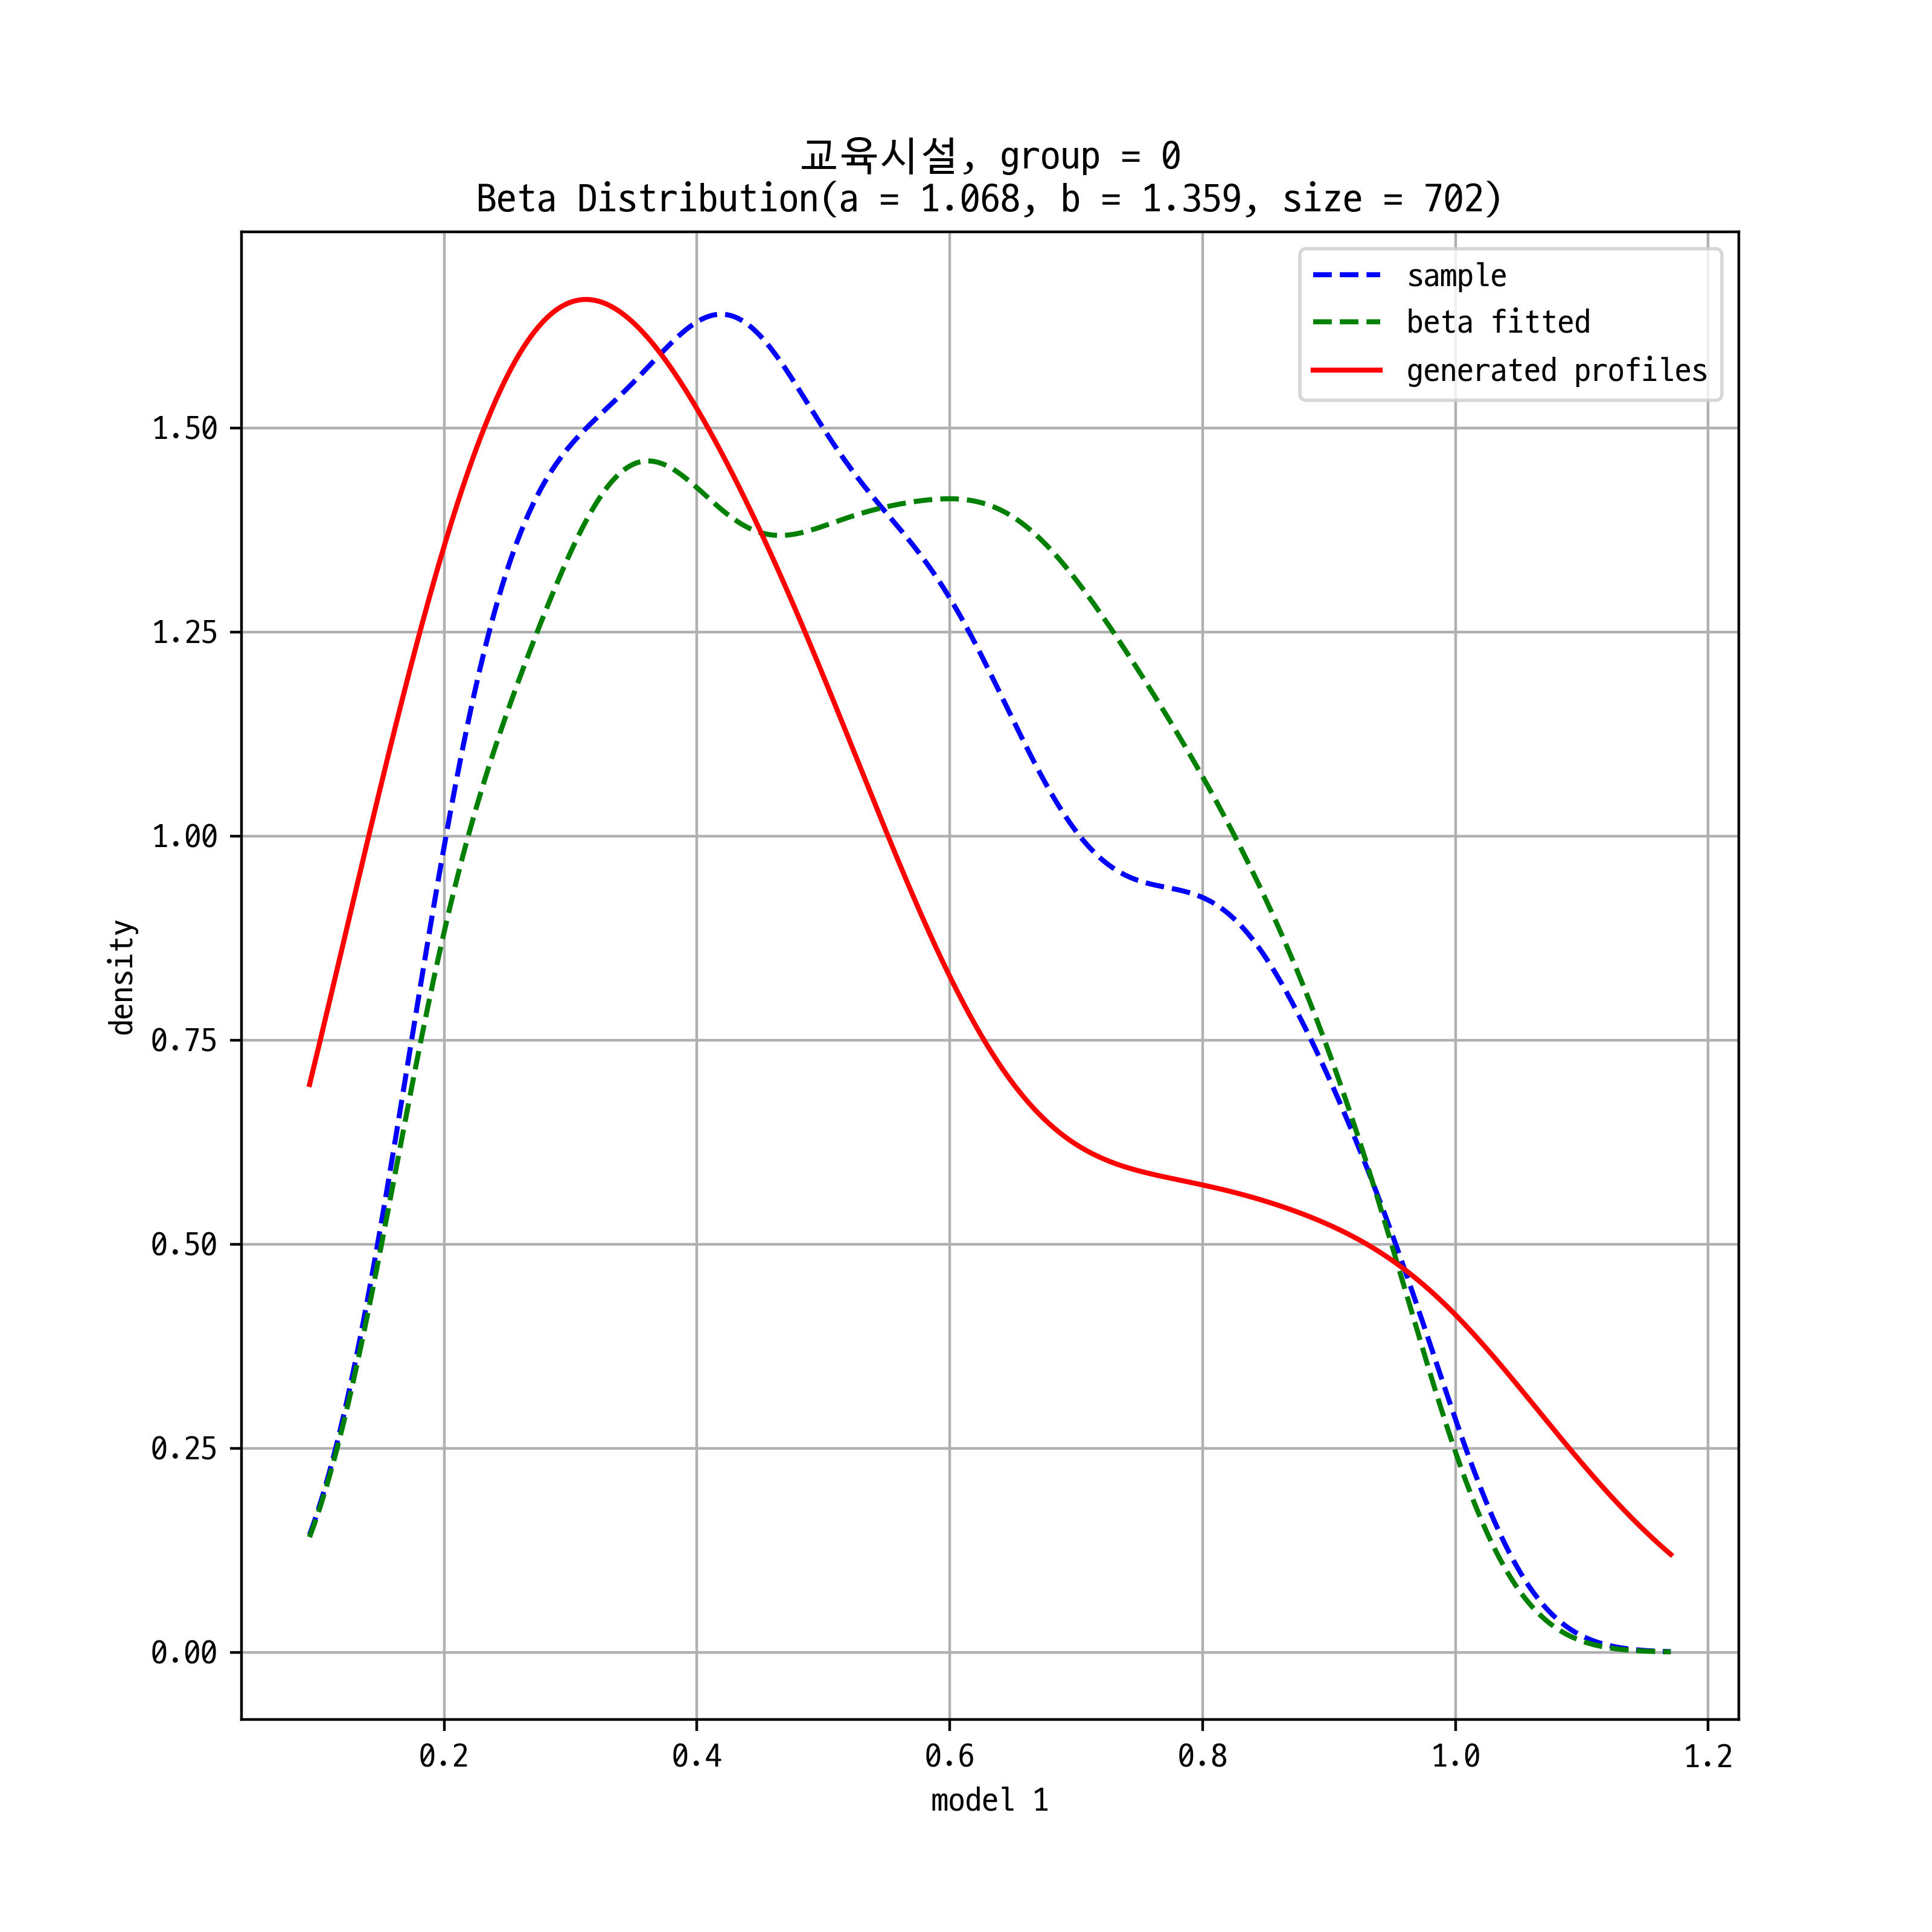 교육시설, group = 0
Beta Distribution(a = 1.068, b = 1.359, size = 702)
sample
beta fitted
generated profiles
density
1.50
1.25
1.00
0.75
0.50
0.25
0.00
0.2 0.4 0.6 0.8 1.0 1.2
model 1